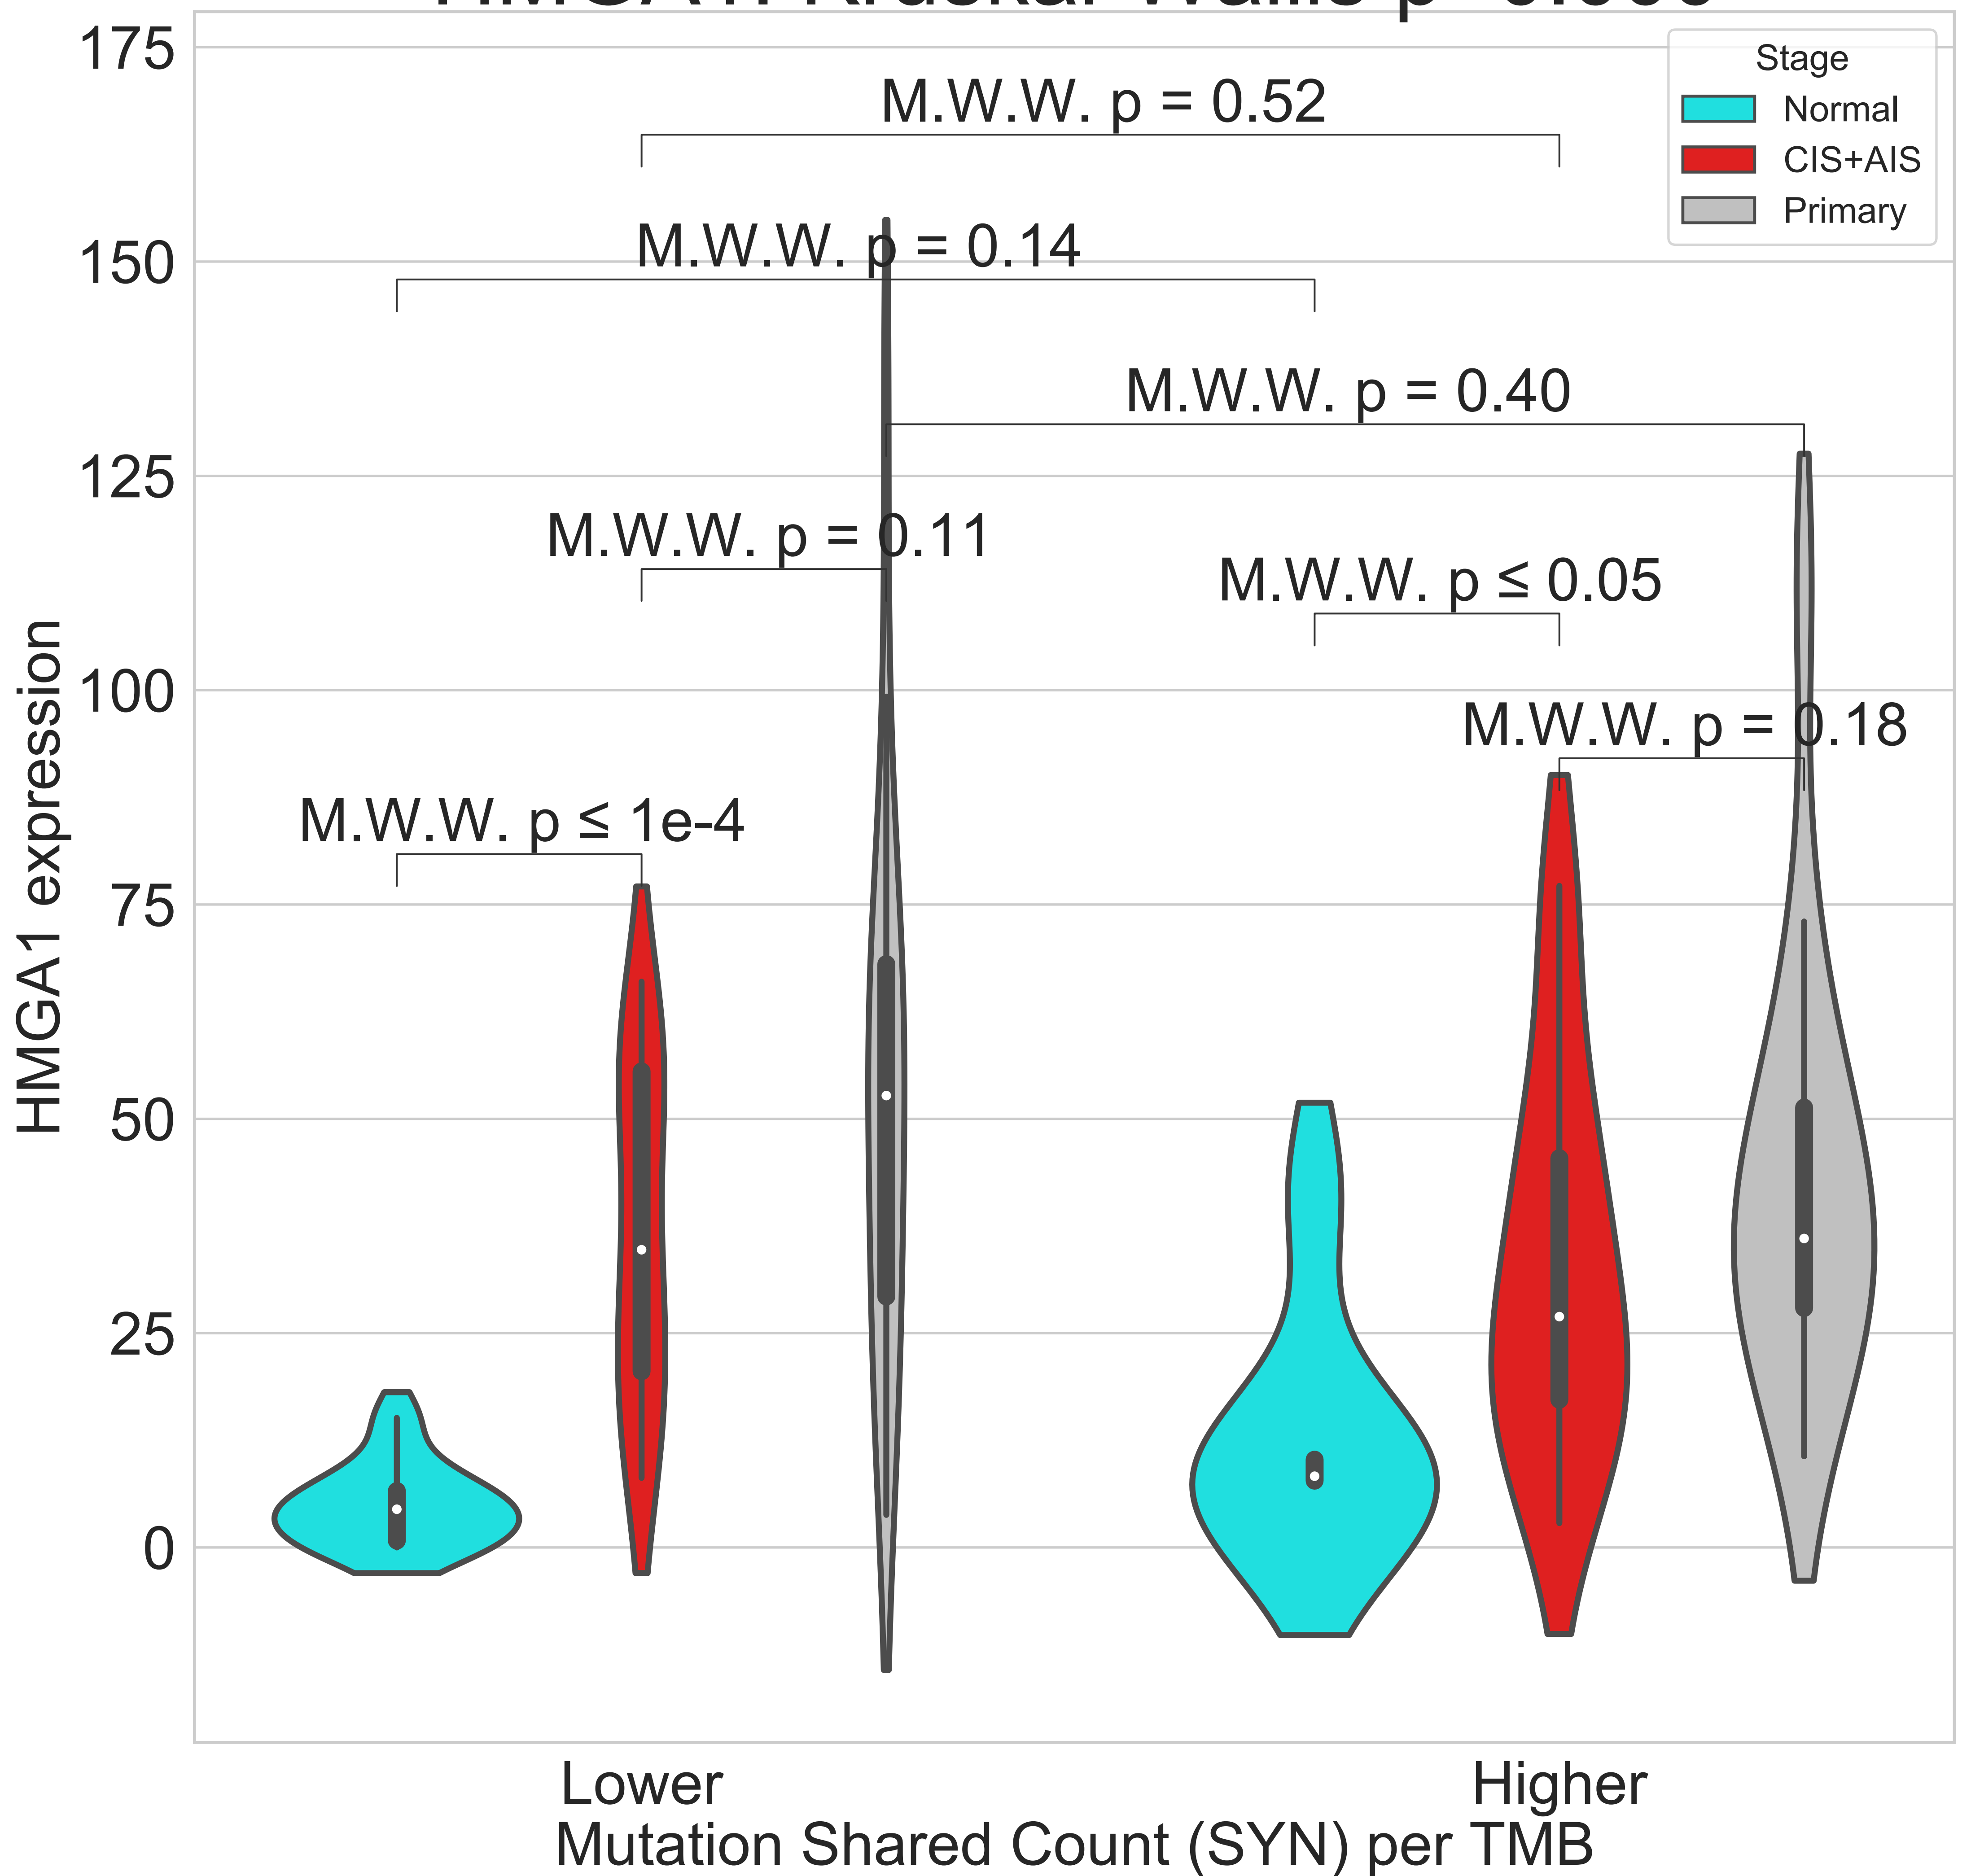 175
Stage
Normal
CIS+AIS
Primary
M.W.W. p = 0.52
150
M.W.W. p = 0.14
M.W.W. p = 0.40
125
M.W.W. p = 0.11
M.W.W. p ≤ 0.05
100
M.W.W. p = 0.18
M.W.W. p ≤ 1e-4
75
HMGA1 expression
50
25
0
Lower
Higher
Mutation Shared Count (SYN) per TMB